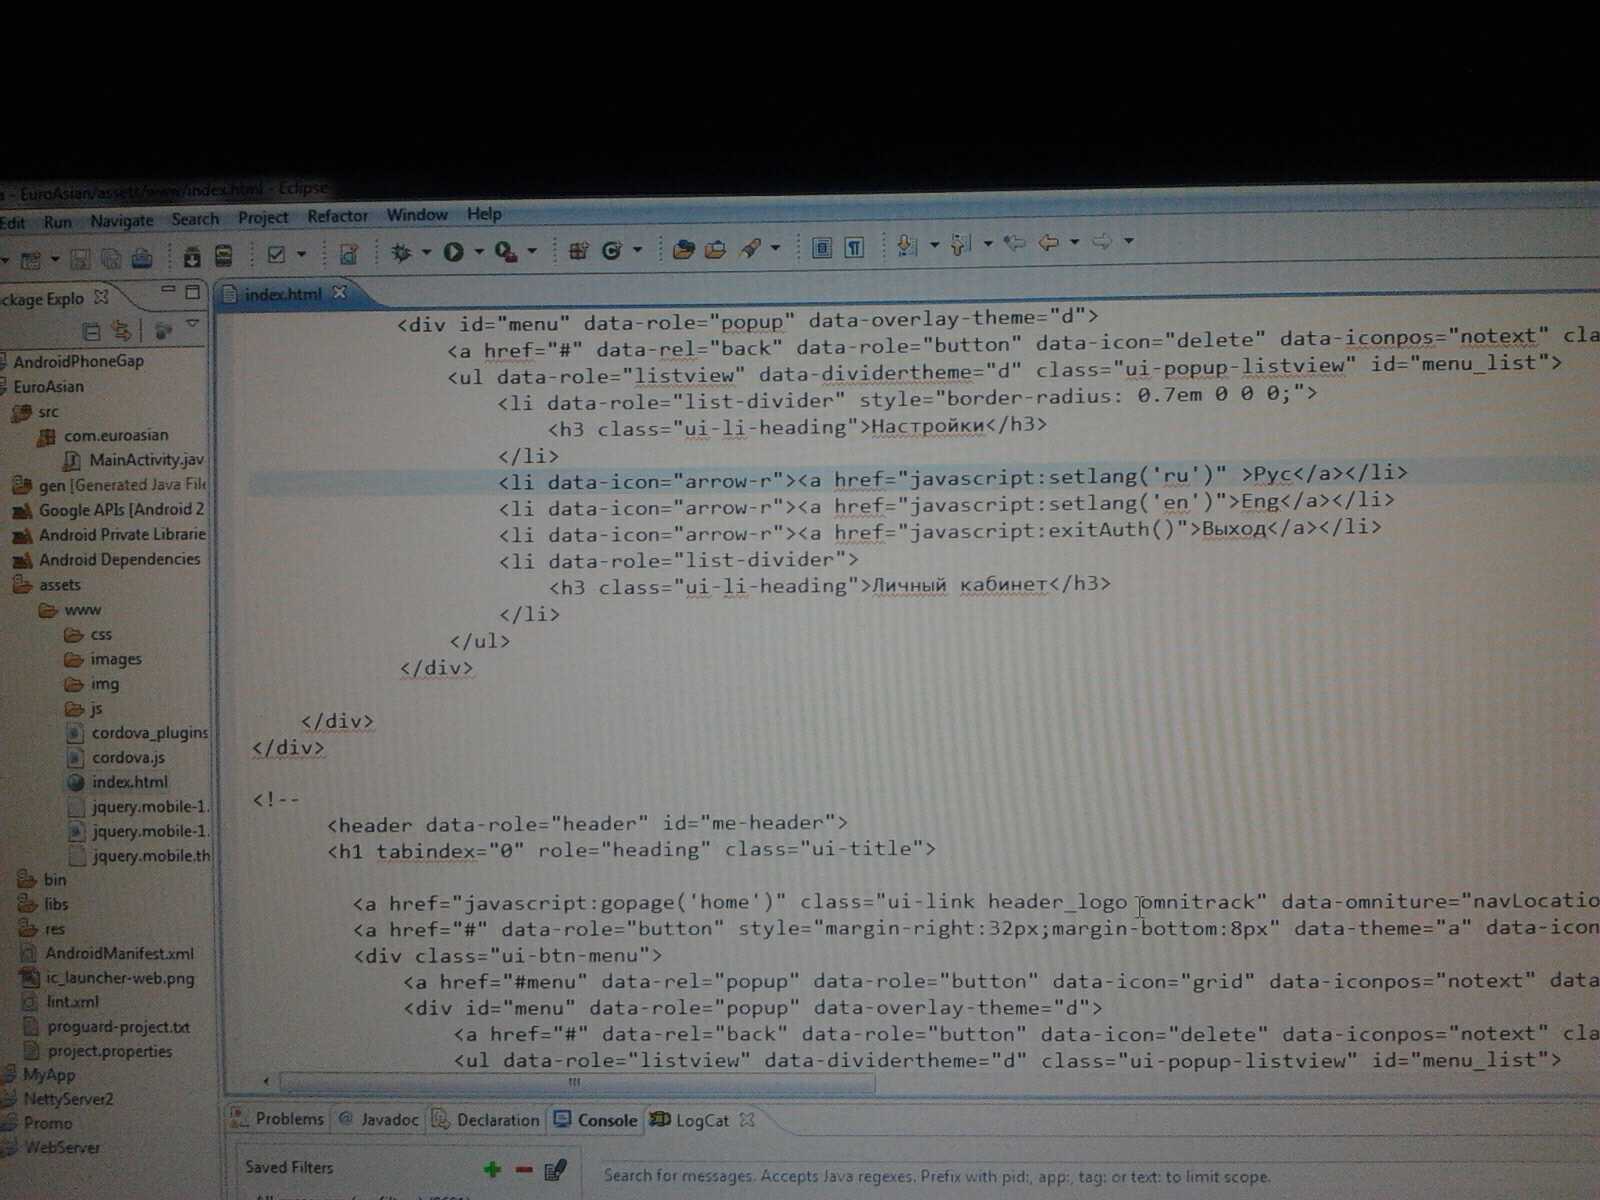 - EuroAsian/assets/www/index.html - Eclipse
Edit Run Navigate Search Project Refactor Window Help
ckage Explo
index.html
AndroidPhoneGap
EuroAsian
src
com.euroasian
MainActivity.jav
gen [Generated Java File
Google APIs [Android 2
Android Private Librarie
Android Dependencies
assets
www
css
images
img
js
cordova_plugins
cordova.js
index.html
jquery.mobile-1.
jquery.mobile-1.
jquery.mobile.th
bin
libs
res
AndroidManifest.xml
ic_launcher-web.png
lint.xml
proguard-project.txt
project.properties
MyApp
NettyServer2
Promo
WebServer
<div id="menu" data-role="popup" data-overlay-theme="d">
<a href="#" data-rel="back" data-role="button" data-icon="delete" data-iconpos="notext" cla
<ul data-role="listview" data-dividertheme="d" class="ui-popup-listview" id="menu_list">
<li data-role="list-divider" style="border-radius: 0.7em 0 0 0;">
<h3 class="ui-li-heading">Настройки</h3>
</li>
<li data-icon="arrow-r"><a href="javascript:setlang('ru')" >Рус</a></li>
<li data-icon="arrow-r"><a href="javascript:setlang('en')">Eng</a></li>
<li data-icon="arrow-r"><a href="javascript:exitAuth()">Выход</a></li>
<li data-role="list-divider">
<h3 class="ui-li-heading">Личный кабинет</h3>
</li>
</ul>
</div>
</div>
</div>
<!--
<header data-role="header" id="me-header">
<h1 tabindex="0" role="heading" class="ui-title">
<a href="javascript:gopage('home')" class="ui-link header_logo omnitrack" data-omniture="navLocatio
<a href="#" data-role="button" style="margin-right:32px;margin-bottom:8px" data-theme="a" data-icon
<div class="ui-btn-menu">
<a href="#menu" data-rel="popup" data-role="button" data-icon="grid" data-iconpos="notext" data
<div id="menu" data-role="popup" data-overlay-theme="d">
<a href="#" data-rel="back" data-role="button" data-icon="delete" data-iconpos="notext" cla
<ul data-role="listview" data-dividertheme="d" class="ui-popup-listview" id="menu_list">
Problems Javadoc Declaration Console LogCat
Saved Filters
Search for messages. Accepts Java regexes. Prefix with pid:, app:, tag: or text: to limit scope.